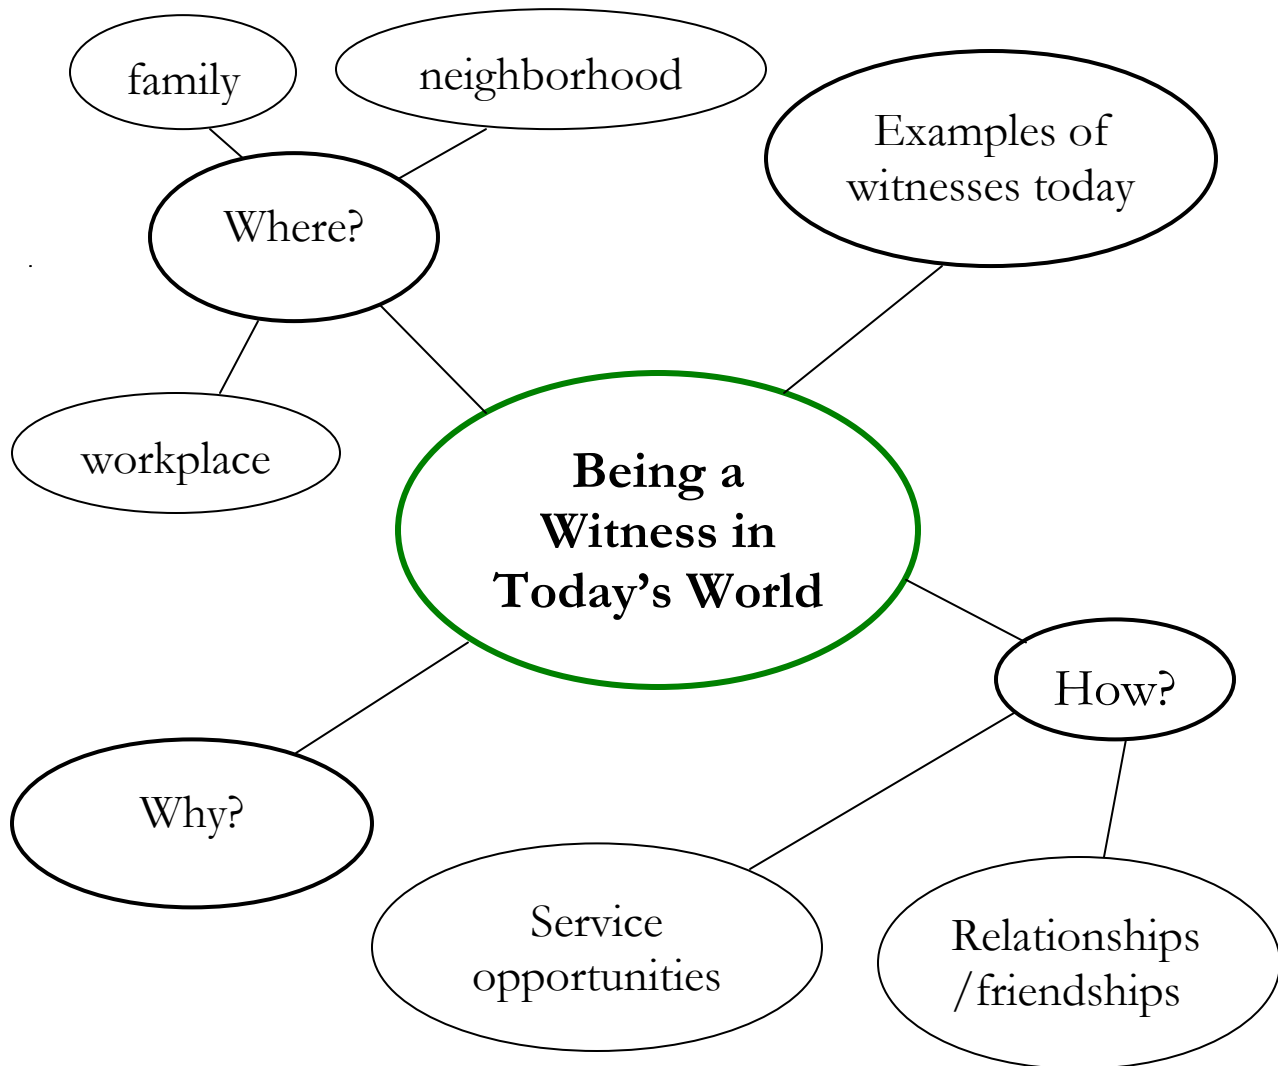 family
neighborhood
Examples of
witnesses today
Where?
workplace
Being a
Witness in
Today’s World
How?
Why?
Service
opportunities
Relationships
/friendships